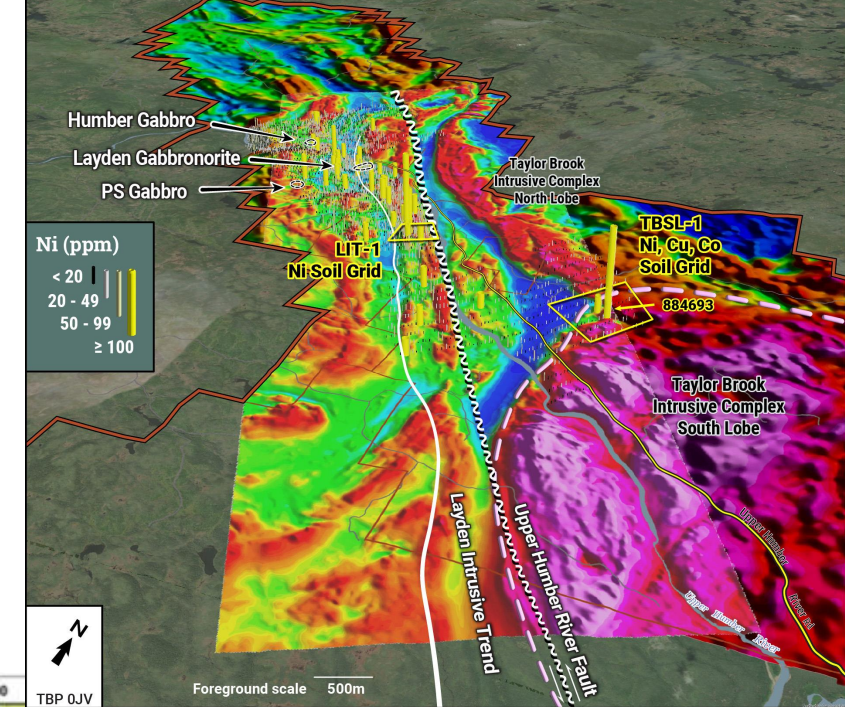 Humber Gabbro
Layden Gabbronorite
PS Gabbro
Taylor Brook
Intrusive Complex
North Lobe
TBSL-1
Ni, Cu, Co
Soil Grid
LIT-1
Ni Soil Grid
884693
Ni (ppm)
< 20
20 - 49
50 - 99
≥ 100
Taylor Brook
Intrusive Complex
South Lobe
Layden Intrusive Trend
Upper Humber River Fault
Upper Humber River Rd
Upper Humber River
N
TBP 0JV
Foreground scale 500m
0